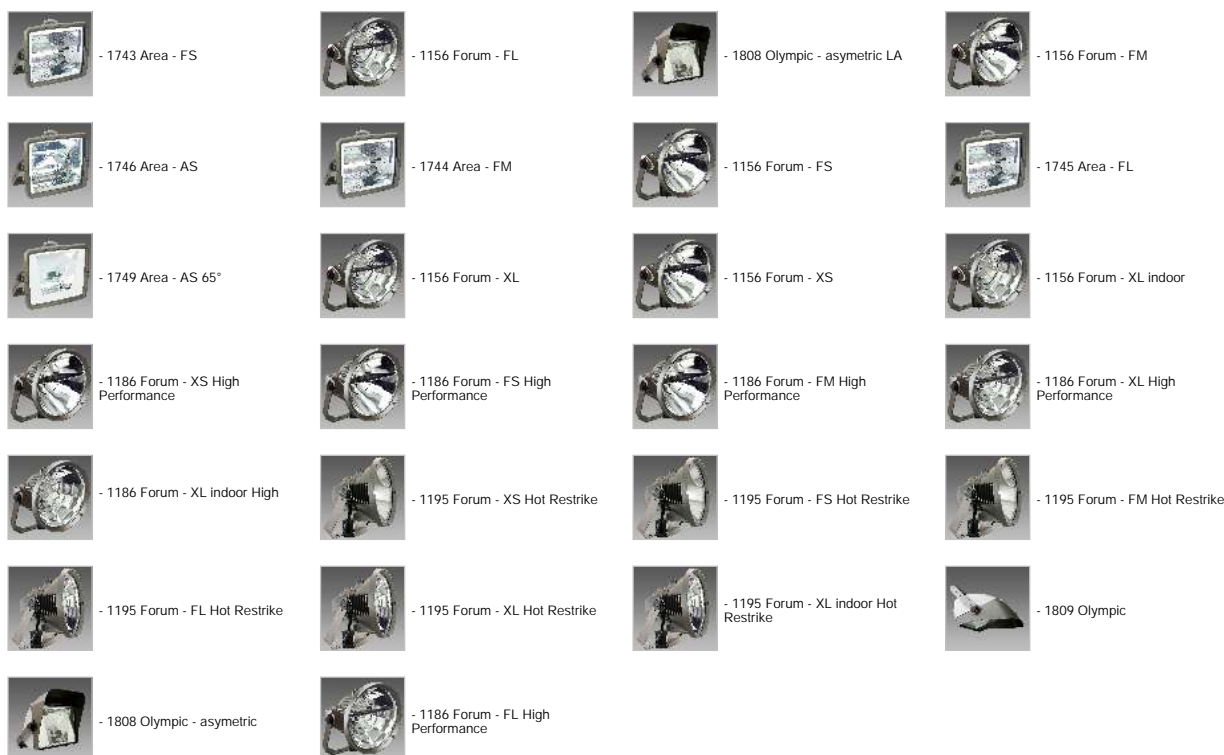 - 1743 Area - FS
- 1156 Forum - FL
- 1808 Olympic - asymetric LA
- 1156 Forum - FM
- 1746 Area - AS
- 1744 Area - FM
- 1156 Forum - FS
- 1745 Area - FL
- 1749 Area - AS 65°
- 1156 Forum - XL
- 1156 Forum - XS
- 1156 Forum - XL indoor
- 1186 Forum - XS High
Performance
- 1186 Forum - FS High
Performance
- 1186 Forum - FM High
Performance
- 1186 Forum - XL High
Performance
- 1186 Forum - XL indoor High
- 1195 Forum - XS Hot Restrike
- 1195 Forum - FS Hot Restrike
- 1195 Forum - FM Hot Restrike
- 1195 Forum - FL Hot Restrike
- 1195 Forum - XL Hot Restrike
- 1195 Forum - XL indoor Hot
Restrike
- 1809 Olympic
- 1808 Olympic - asymetric
- 1186 Forum - FL High
Performance